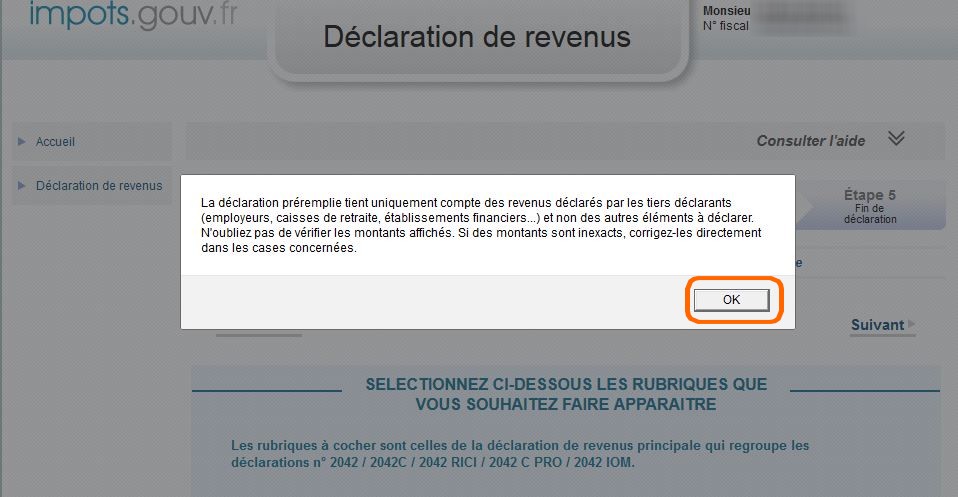 impots.gouv.fr
Déclaration de revenus
Monsieu
N° fiscal
Accueil
Consulter l'aide
Déclaration de revenus
La déclaration préremplie tient uniquement compte des revenus déclarés par les tiers déclarants
(employeurs, caisses de retraite, établissements financiers...) et non des autres éléments à déclarer.
N'oubliez pas de vérifier les montants affichés. Si des montants sont inexacts, corrigez-les directement
dans les cases concernées.
Étape 5
Fin de
déclaration
e
OK
Suivant
SELECTIONNEZ CI-DESSOUS LES RUBRIQUES QUE
VOUS SOUHAITEZ FAIRE APPARAITRE
Les rubriques à cocher sont celles de la déclaration de revenus principale qui regroupe les
déclarations n° 2042 / 2042C / 2042 RICI / 2042 C PRO / 2042 IOM.